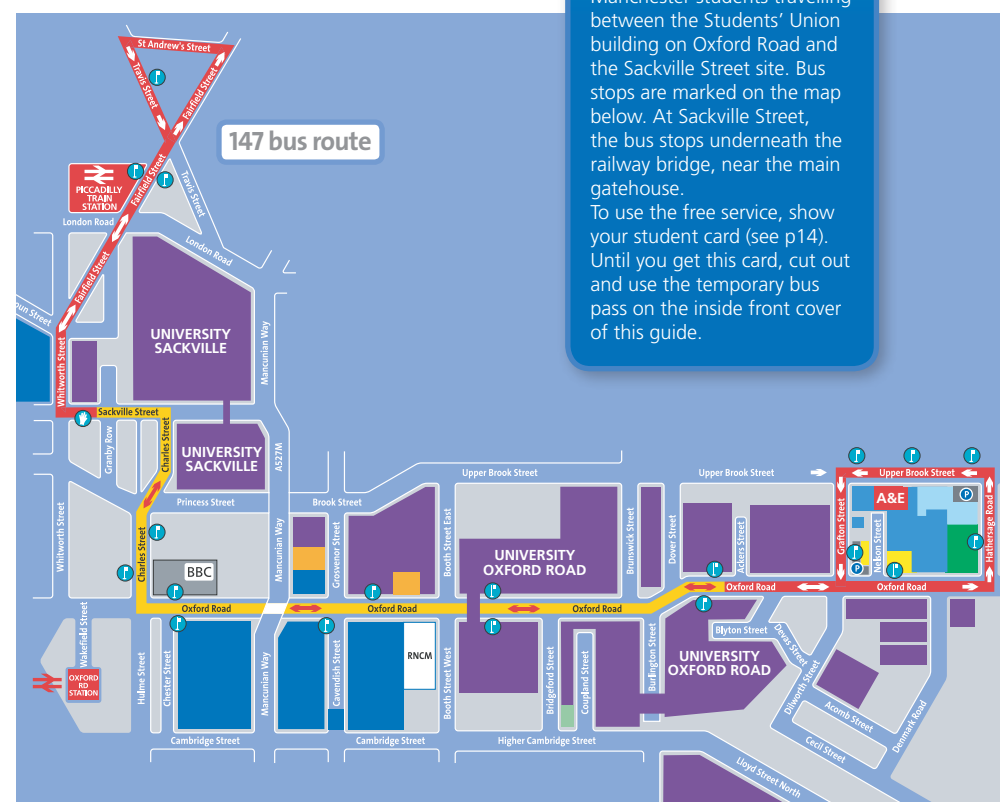 Manchester students travelling
between the Students' Union
building on Oxford Road and
the Sackville Street site. Bus
stops are marked on the map
below. At Sackville Street,
the bus stops underneath the
railway bridge, near the main
gatehouse.
To use the free service, show
your student card (see p14).
Until you get this card, cut out
and use the temporary bus
pass on the inside front cover
of this guide.
St Andrew's Street
Travis Street
Fairfield Street
147 bus route
Fairfield Street
Travis Street
PICCADILLY
TRAIN
STATION
London Road
London Road
Fairfield Street
Whitworth Street
UNIVERSITY
SACKVILLE
Mancunian Way
Sackville Street
Granby Row
Charles Street
UNIVERSITY
SACKVILLE
A57M
Princess Street
Brook Street
Upper Brook Street
Upper Brook Street
Upper Brook Street
Whitworth Street
Charles Street
BBC
Mancunian Way
Grosvenor Street
Booth Street East
UNIVERSITY
OXFORD ROAD
Brunswick Street
Dover Street
Ackers Street
Grafton Street
A&E
P
P
Nelson Street
Hathersage Road
Oxford Road
Oxford Road
Oxford Road
Oxford Road
Oxford Road
Wakefield Street
OXFORD
RD
STATION
Hulme Street
Chester Street
Mancunian Way
Cavendish Street
RNCM
Booth Street West
Bridgeford Street
Coupland Street
Burlington Street
UNIVERSITY
OXFORD ROAD
Blyton Street
Devas Street
Dilworth Street
Acomb Street
Cecil Street
Denmark Road
Cambridge Street
Cambridge Street
Higher Cambridge Street
Lloyd Street North